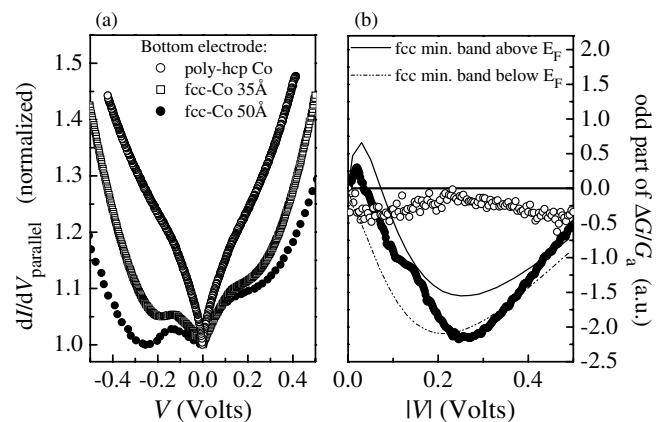 (a)
Bottom electrode:
poly-hcp Co
fcc-Co 35Å
fcc-Co 50Å
1.5
1.4
1.3
1.2
1.1
1.0
dI/dV parallel (normalized)
-0.4 -0.2 0.0 0.2 0.4
V (Volts)
(b)
fcc min. band above E_F
fcc min. band below E_F
2.0
1.5
1.0
0.5
0.0
-0.5
-1.0
-1.5
-2.0
-2.5
odd part of ΔG/G_a (a.u.)
0.0 0.2 0.4
|V| (Volts)